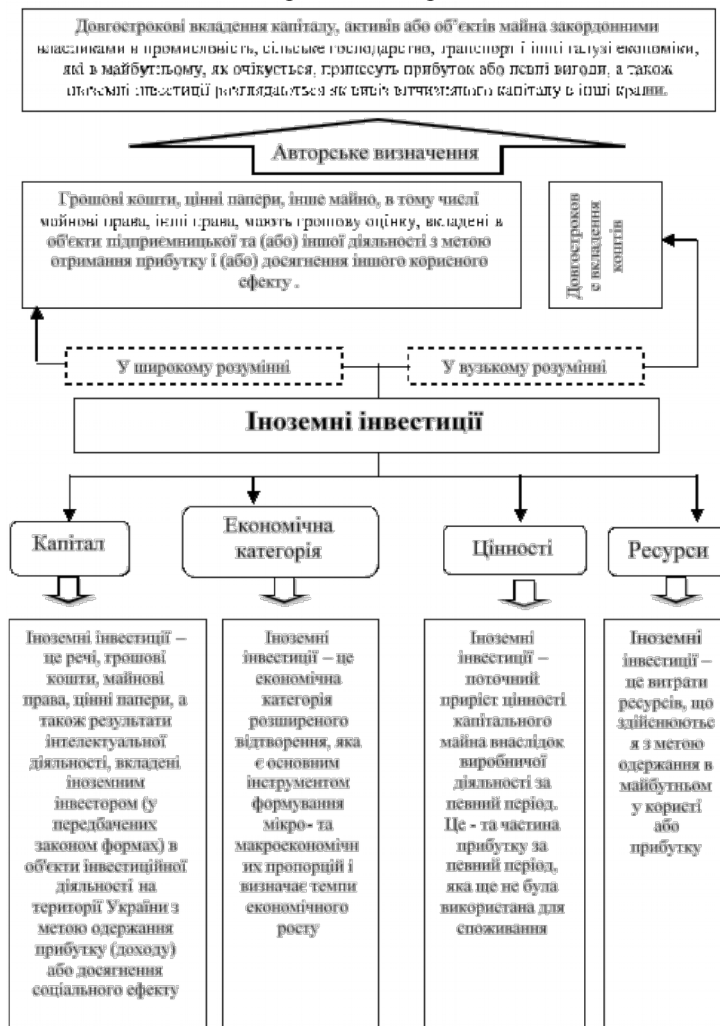 Довгострокові вкладення капіталу, активів або об'єктів майна закордонними
власниками в промисловість, сільське господарство, транспорт і інші галузі економіки,
які в майбутньому, як очікується, принесуть прибуток або певні вигоди, а також
іноземні інвестиції розглядаються як вивіз вітчизняного капіталу в інші країни.
Авторське визначення
Грошові кошти, цінні папери, інше майно, в тому числі
майнові права, інші права, мають грошову оцінку, вкладені в
об'єкти підприємницької та (або) іншої діяльності з метою
отримання прибутку і (або) досягнення іншого корисного
ефекту .
Довгостроков
е вкладення
коштів
У широкому розумінні
У вузькому розумінні
Іноземні інвестиції
Капітал
Економічна
категорія
Цінності
Ресурси
Іноземні інвестиції –
це речі, грошові
кошти, майнові
права, цінні папери, а
також результати
інтелектуальної
діяльності, вкладені
іноземним
інвестором (у
передбачених
законом формах) в
об'єкти інвестиційної
діяльності на
території України з
метою одержання
прибутку (доходу)
або досягнення
соціального ефекту
Іноземні
інвестиції – це
економічна
категорія
розширеного
відтворення, яка
є основним
інструментом
формування
мікро- та
макроекономічн
их пропорцій і
визначає темпи
економічного
росту
Іноземні
інвестиції –
поточний
приріст цінності
капітального
майна внаслідок
виробничої
діяльності за
певний період.
Це - та частина
прибутку за
певний період,
яка ще не була
використана для
споживання
Іноземні
інвестиції –
це витрати
ресурсів, що
здійснюютьс
я з метою
одержання в
майбутньом
у користі
або
прибутку